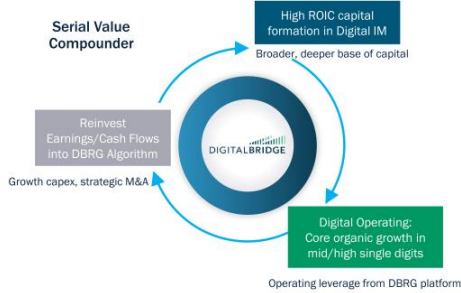 Serial Value
Compounder
High ROIC capital
formation in Digital IM
Broader, deeper base of capital
Reinvest
Earnings/Cash Flows
into DBRG Algorithm
Growth capex, strategic M&A
DIGITALBRIDGE
Digital Operating:
Core organic growth in
mid/high single digits
Operating leverage from DBRG platform